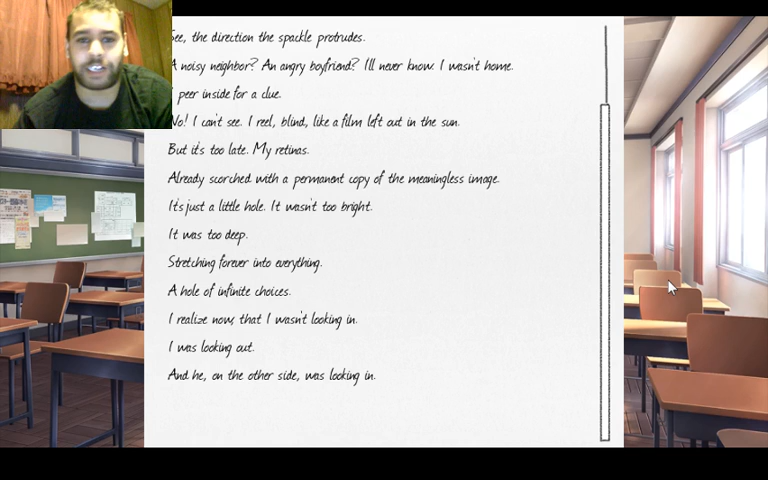 See, the direction the spackle protrudes.
A noisy neighbor? An angry boyfriend? I'll never know. I wasn't home.
I peer inside for a clue.
No! I can't see. I reel, blind, like a film left out in the sun.
But it's too late. My retinas.
Already scorched with a permanent copy of the meaningless image.
It's just a little hole. It wasn't too bright.
It was too deep.
Stretching forever into everything.
A hole of infinite choices.
I realize now, that I wasn't looking in.
I was looking out.
And he, on the other side, was looking in.